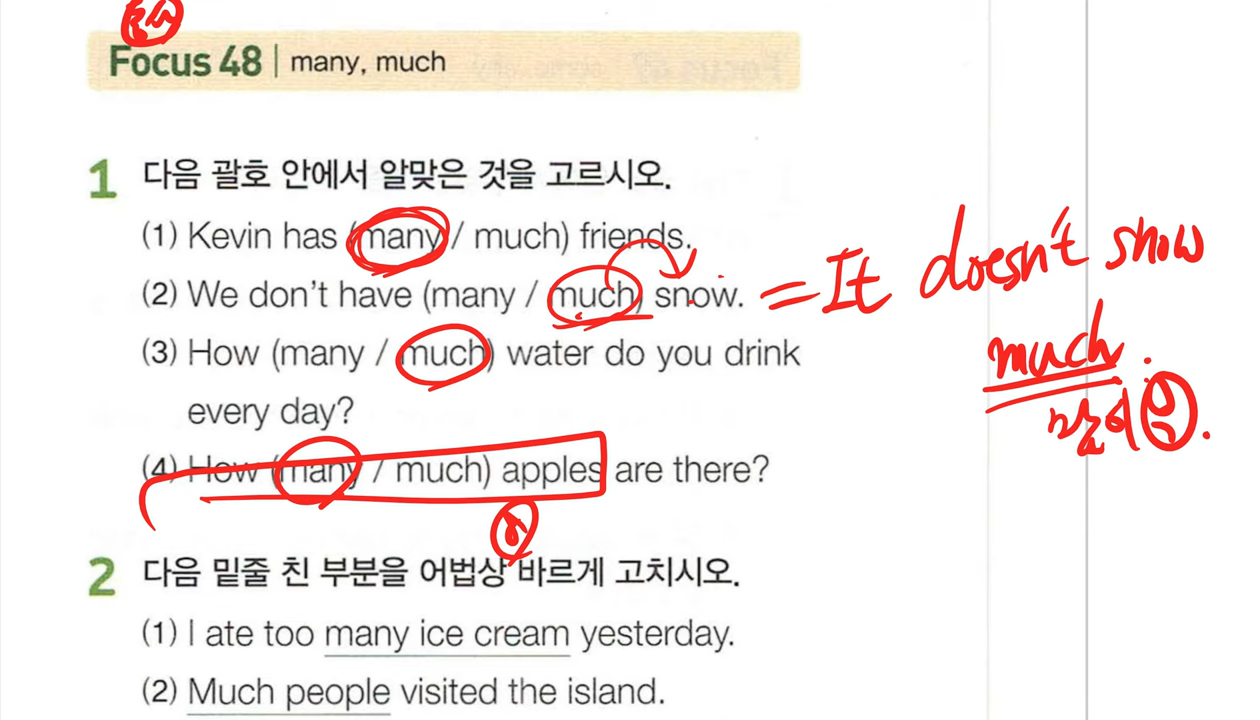 Focus 48 | many, much
1 다음 괄호 안에서 알맞은 것을 고르시오.
(1) Kevin has (many / much) friends.
(2) We don't have (many / much) snow. = It doesn't snow
(3) How (many / much) water do you drink
much.
every day?
많이
(4) How (many / much) apples are there?
2 다음 밑줄 친 부분을 어법상 바르게 고치시오.
(1) I ate too many ice cream yesterday.
(2) Much people visited the island.